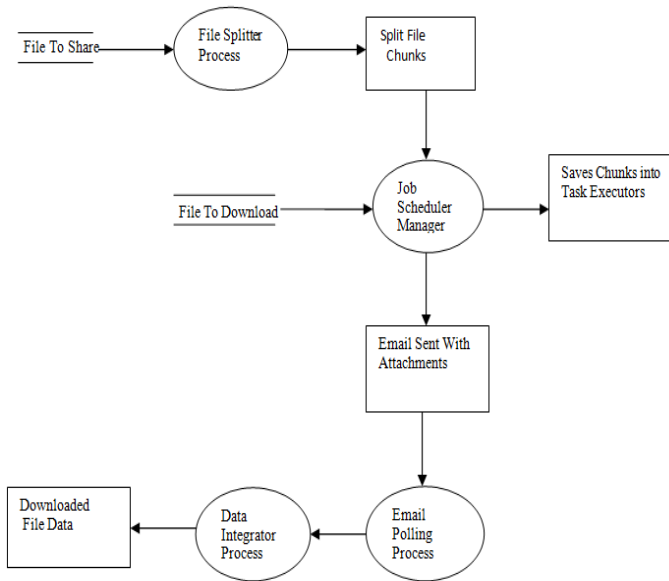 File To Share
File Splitter
Process
Split File
Chunks
File To Download
Job
Scheduler
Manager
Saves Chunks into
Task Executors
Email Sent With
Attachments
Downloaded
File Data
Data
Integrator
Process
Email
Polling
Process